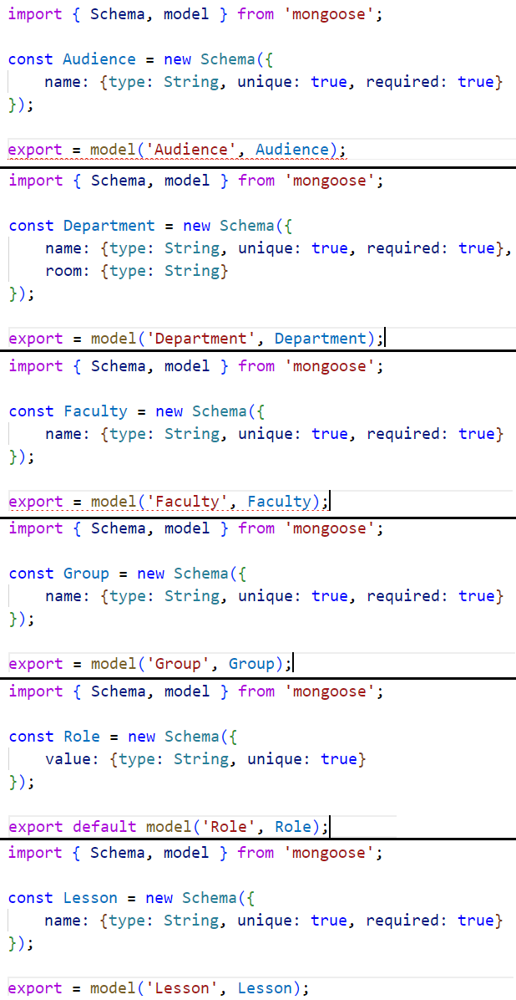 import { Schema, model } from 'mongoose';
const Audience = new Schema({
name: {type: String, unique: true, required: true}
});
export = model('Audience', Audience);
import { Schema, model } from 'mongoose';
const Department = new Schema({
name: {type: String, unique: true, required: true},
room: {type: String}
});
export = model('Department', Department);
import { Schema, model } from 'mongoose';
const Faculty = new Schema({
name: {type: String, unique: true, required: true}
});
export = model('Faculty', Faculty);
import { Schema, model } from 'mongoose';
const Group = new Schema({
name: {type: String, unique: true, required: true}
});
export = model('Group', Group);
import { Schema, model } from 'mongoose';
const Role = new Schema({
value: {type: String, unique: true}
});
export default model('Role', Role);
import { Schema, model } from 'mongoose';
const Lesson = new Schema({
name: {type: String, unique: true, required: true}
});
export = model('Lesson', Lesson);